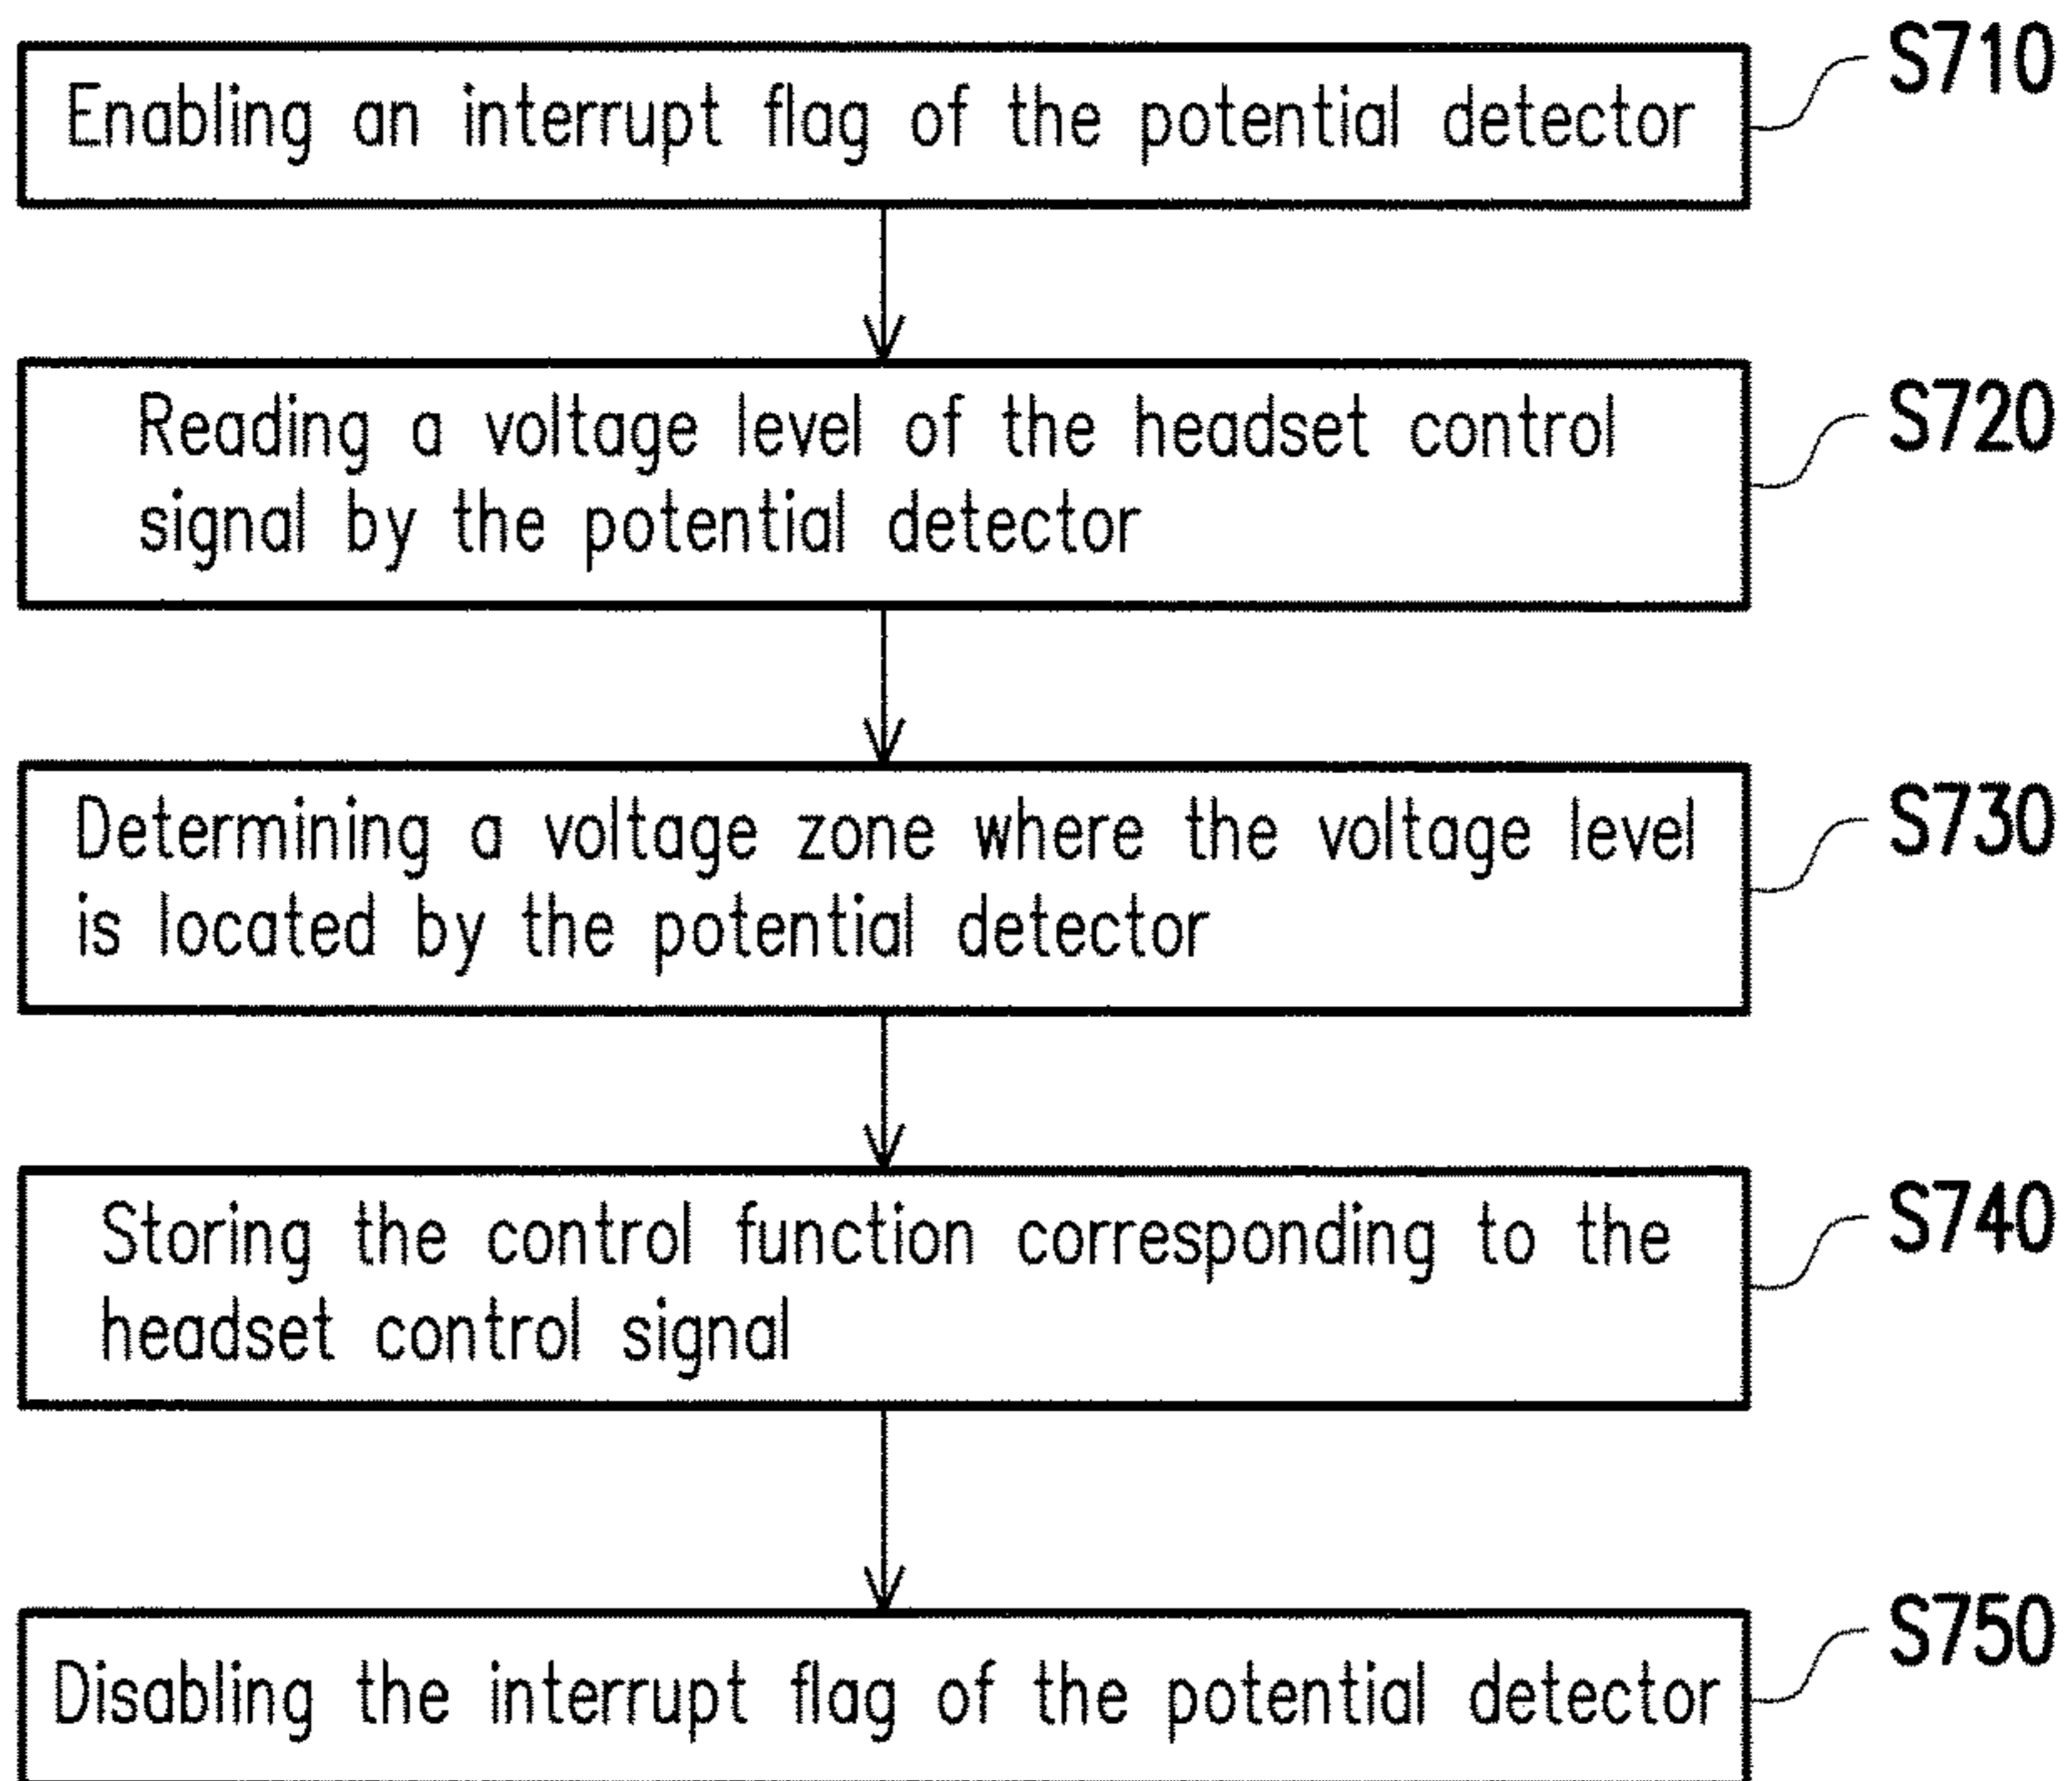 Enabling an interrupt flag of the potential detector
S710
Reading a voltage level of the headset control
signal by the potential detector
S720
Determining a voltage zone where the voltage level
is located by the potential detector
S730
Storing the control function corresponding to the
headset control signal
S740
Disabling the interrupt flag of the potential detector
S750